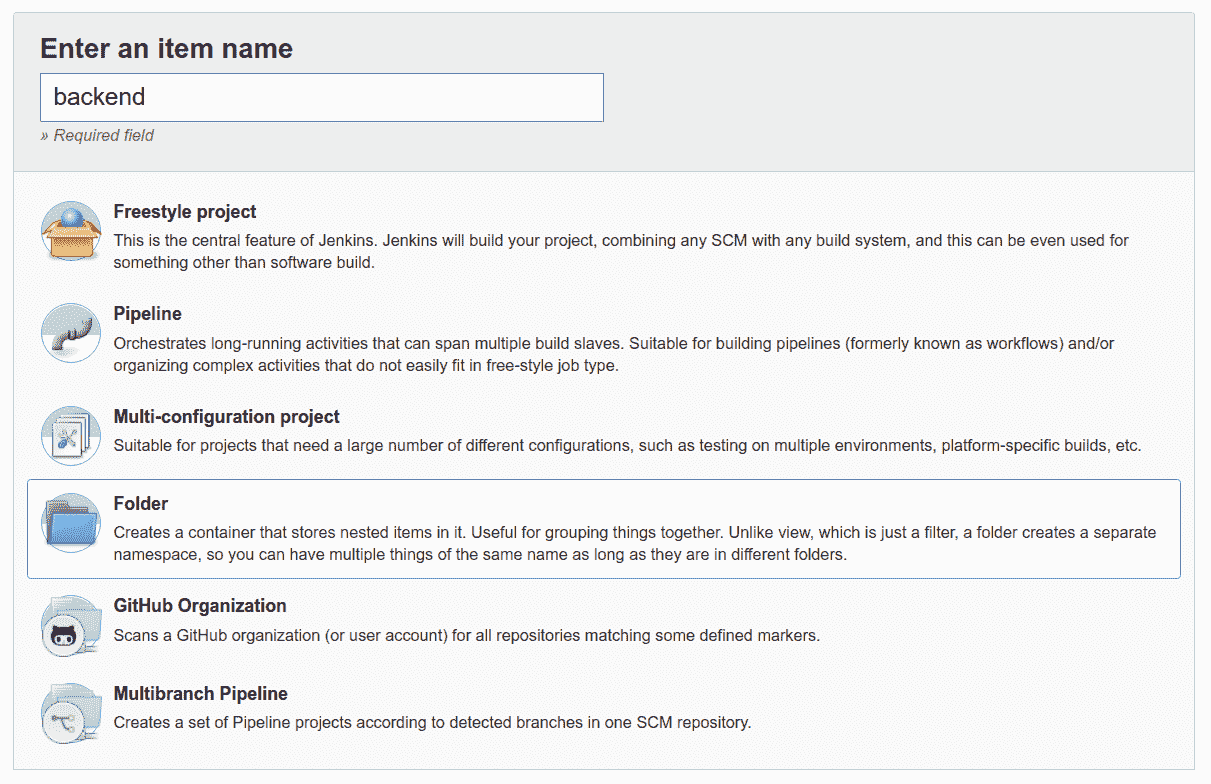 Enter an item name
backend
» Required field
Freestyle project
This is the central feature of Jenkins. Jenkins will build your project, combining any SCM with any build system, and this can be even used for
something other than software build.
Pipeline
Orchestrates long-running activities that can span multiple build slaves. Suitable for building pipelines (formerly known as workflows) and/or
organizing complex activities that do not easily fit in free-style job type.
Multi-configuration project
Suitable for projects that need a large number of different configurations, such as testing on multiple environments, platform-specific builds, etc.
Folder
Creates a container that stores nested items in it. Useful for grouping things together. Unlike view, which is just a filter, a folder creates a separate
namespace, so you can have multiple things of the same name as long as they are in different folders.
GitHub Organization
Scans a GitHub organization (or user account) for all repositories matching some defined markers.
Multibranch Pipeline
Creates a set of Pipeline projects according to detected branches in one SCM repository.